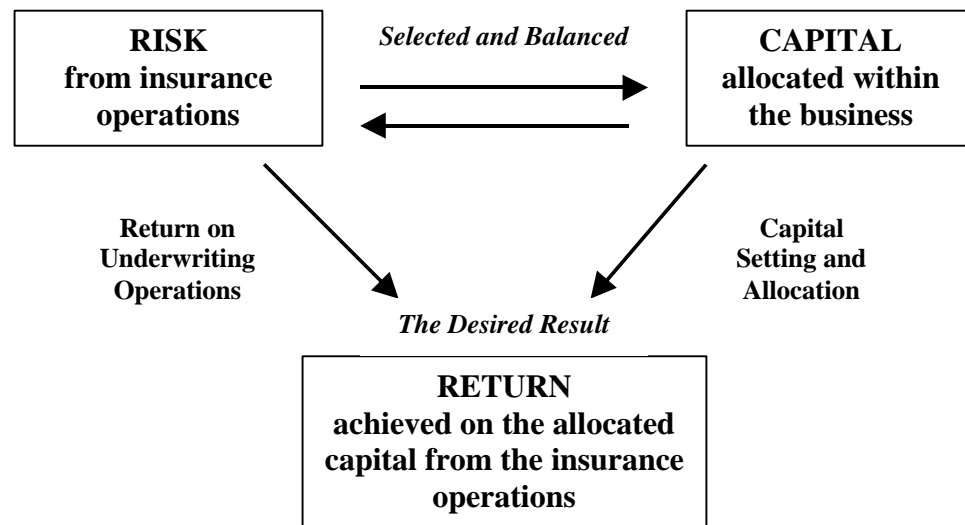 RISK
from insurance
operations
Selected and Balanced
CAPITAL
allocated within
the business
Return on
Underwriting
Operations
Capital
Setting and
Allocation
The Desired Result
RETURN
achieved on the allocated
capital from the insurance
operations